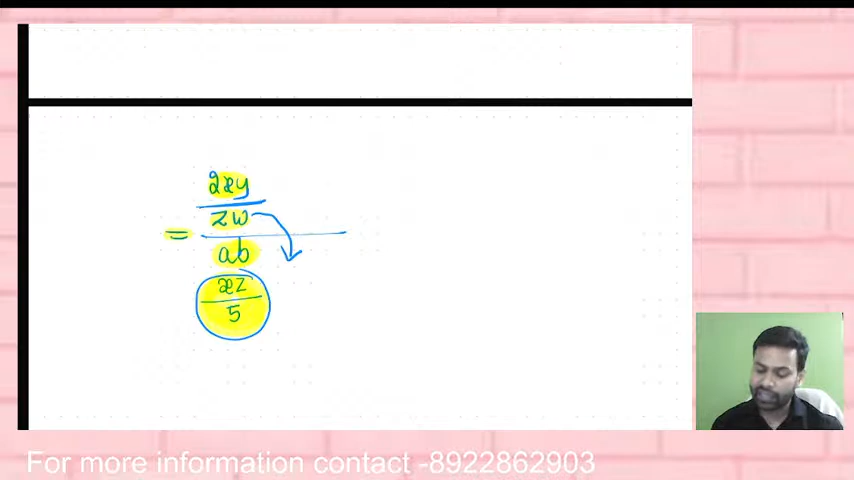 2xy
zw
=
ab
xz
5
For more information contact -8922862903